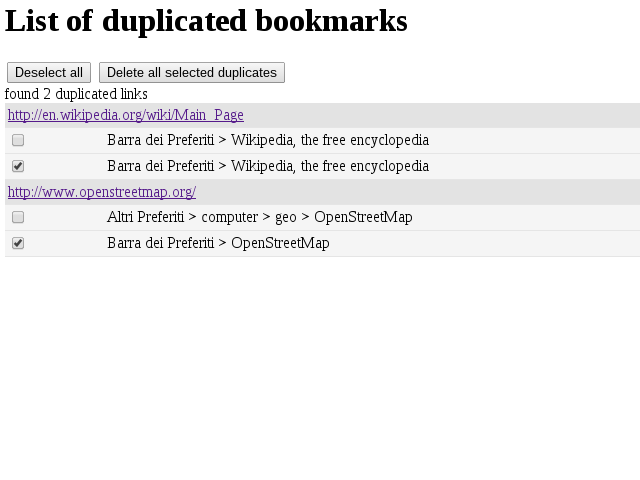 List of duplicated bookmarks
Deselect all Delete all selected duplicates
found 2 duplicated links
http://en.wikipedia.org/wiki/Main_Page
Barra dei Preferiti > Wikipedia, the free encyclopedia
Barra dei Preferiti > Wikipedia, the free encyclopedia
http://www.openstreetmap.org/
Altri Preferiti > computer > geo > OpenStreetMap
Barra dei Preferiti > OpenStreetMap